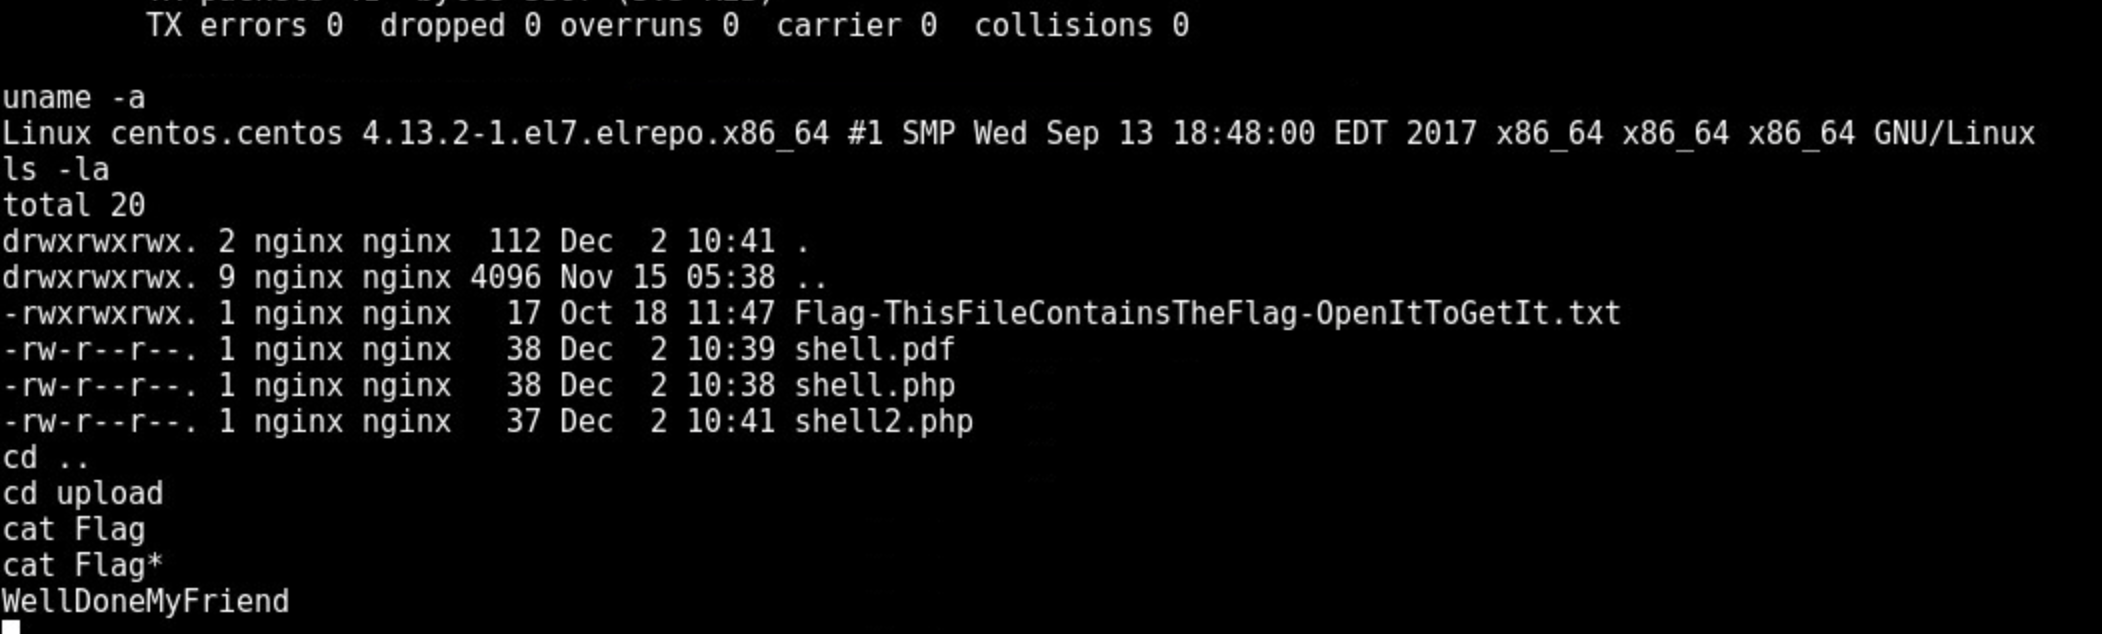 TX errors 0  dropped 0 overruns 0  carrier 0  collisions 0
uname -a
Linux centos.centos 4.13.2-1.el7.elrepo.x86_64 #1 SMP Wed Sep 13 18:48:00 EDT 2017 x86_64 x86_64 x86_64 GNU/Linux
ls -la
total 20
drwxrwxrwx. 2 nginx nginx  112 Dec  2 10:41 .
drwxrwxrwx. 9 nginx nginx 4096 Nov 15 05:38 ..
-rwxrwxrwx. 1 nginx nginx   17 Oct 18 11:47 Flag-ThisFileContainsTheFlag-OpenItToGetIt.txt
-rw-r--r--. 1 nginx nginx   38 Dec  2 10:39 shell.pdf
-rw-r--r--. 1 nginx nginx   38 Dec  2 10:38 shell.php
-rw-r--r--. 1 nginx nginx   37 Dec  2 10:41 shell2.php
cd ..
cd upload
cat Flag
cat Flag*
WellDoneMyFriend